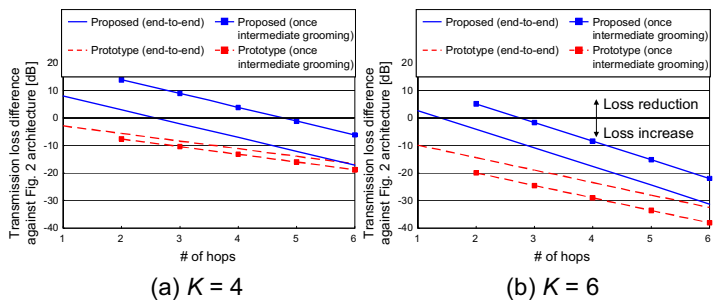 Proposed (end-to-end)
Proposed (once intermediate grooming)
Prototype (end-to-end)
Prototype (once intermediate grooming)
Transmission loss difference
against Fig. 2 architecture [dB]
20
10
0
-10
-20
-30
-40
1 2 3 4 5 6
# of hops
(a) K = 4
Proposed (end-to-end)
Proposed (once intermediate grooming)
Prototype (end-to-end)
Prototype (once intermediate grooming)
Transmission loss difference
against Fig. 2 architecture [dB]
20
10
0
-10
-20
-30
-40
Loss reduction
Loss increase
1 2 3 4 5 6
# of hops
(b) K = 6